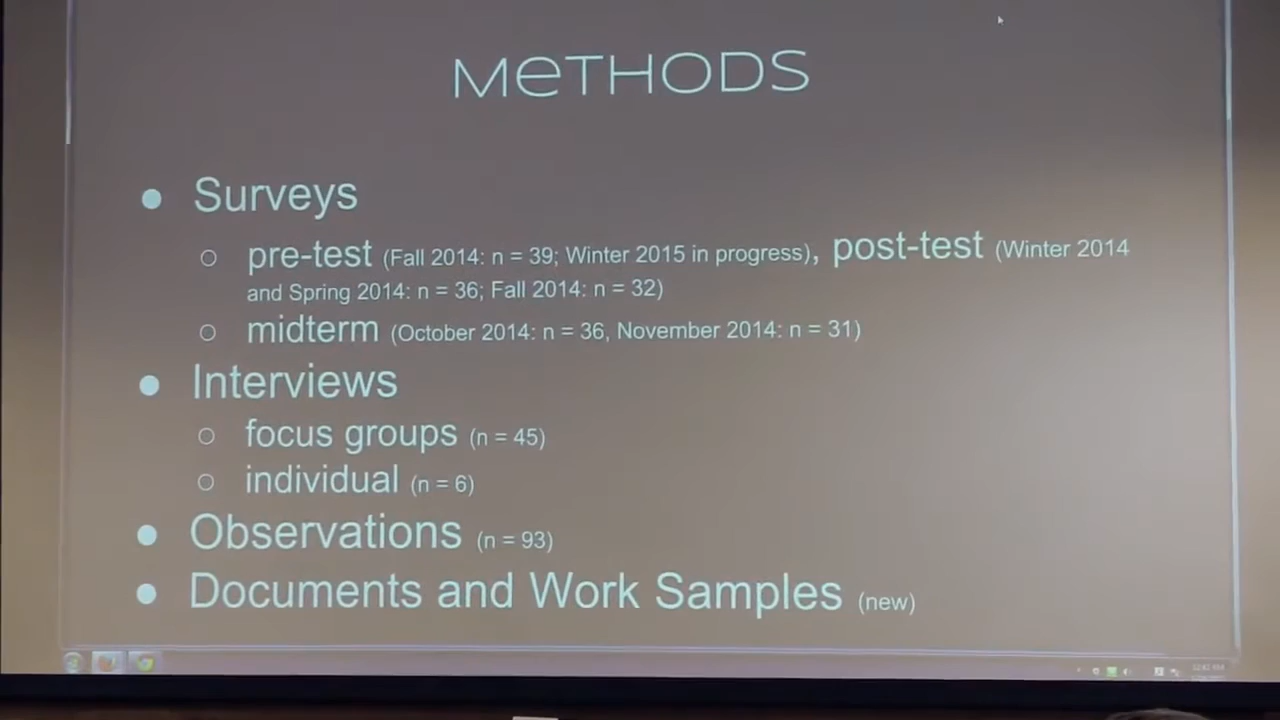 METHODS
● Surveys
○ pre-test (Fall 2014: n = 39; Winter 2015 in progress), post-test (Winter 2014
and Spring 2014: n = 36; Fall 2014: n = 32)
○ midterm (October 2014: n = 36, November 2014: n = 31)
● Interviews
○ focus groups (n = 45)
○ individual (n = 6)
● Observations (n = 93)
● Documents and Work Samples (new)